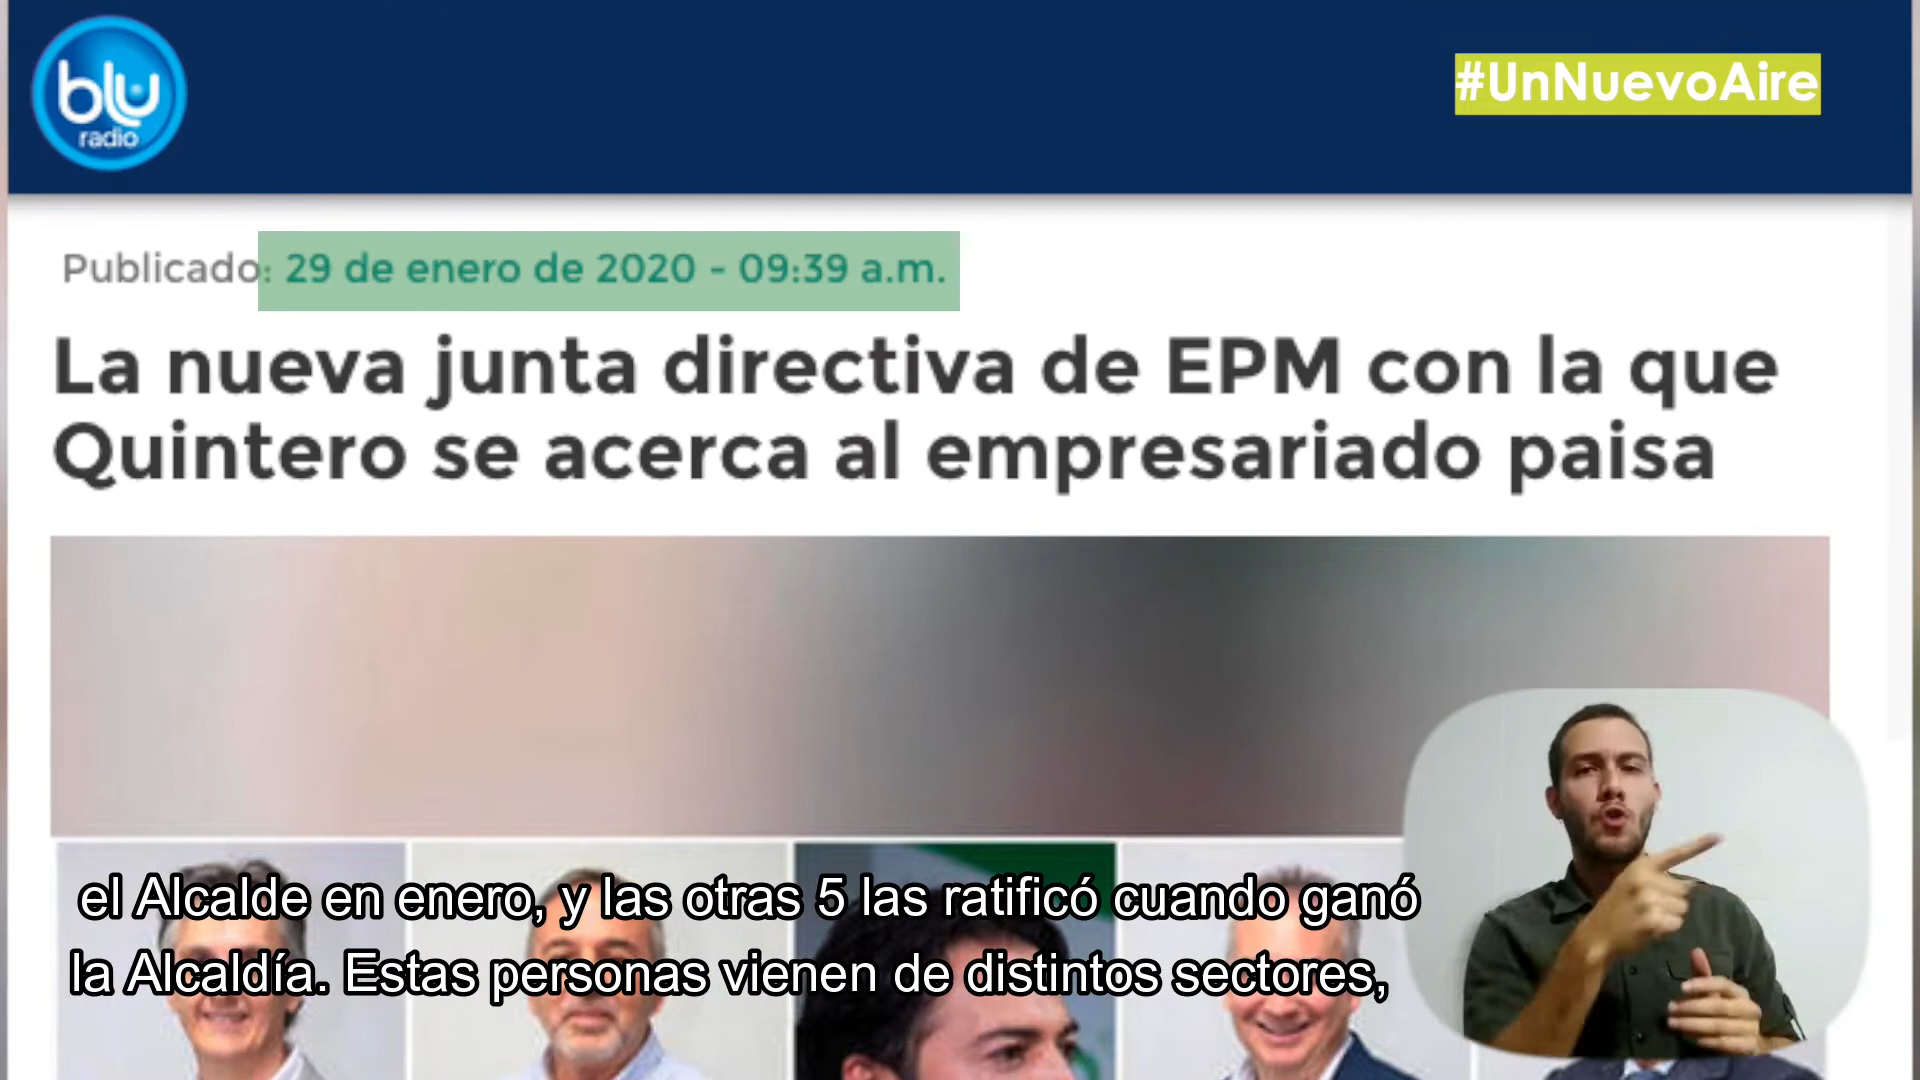 blu
radio
#UnNuevoAire
Publicado: 29 de enero de 2020 - 09:39 a.m.
La nueva junta directiva de EPM con la que
Quintero se acerca al empresariado paisa
el Alcalde en enero, y las otras 5 las ratificó cuando ganó
la Alcaldía. Estas personas vienen de distintos sectores,